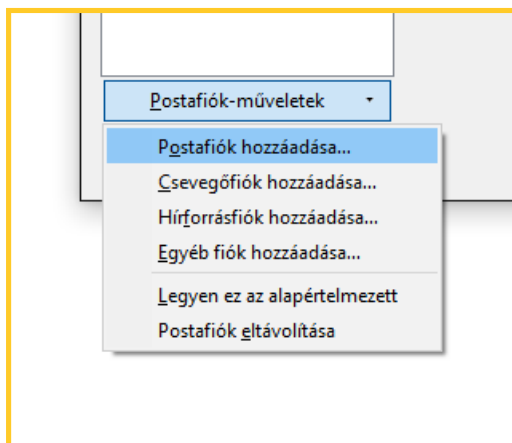 Postafiók-műveletek
Postafiók hozzáadása...
Csevegőfiók hozzáadása...
Hírforrásfiók hozzáadása...
Egyéb fiók hozzáadása...
Legyen ez az alapértelmezett
Postafiók eltávolítása